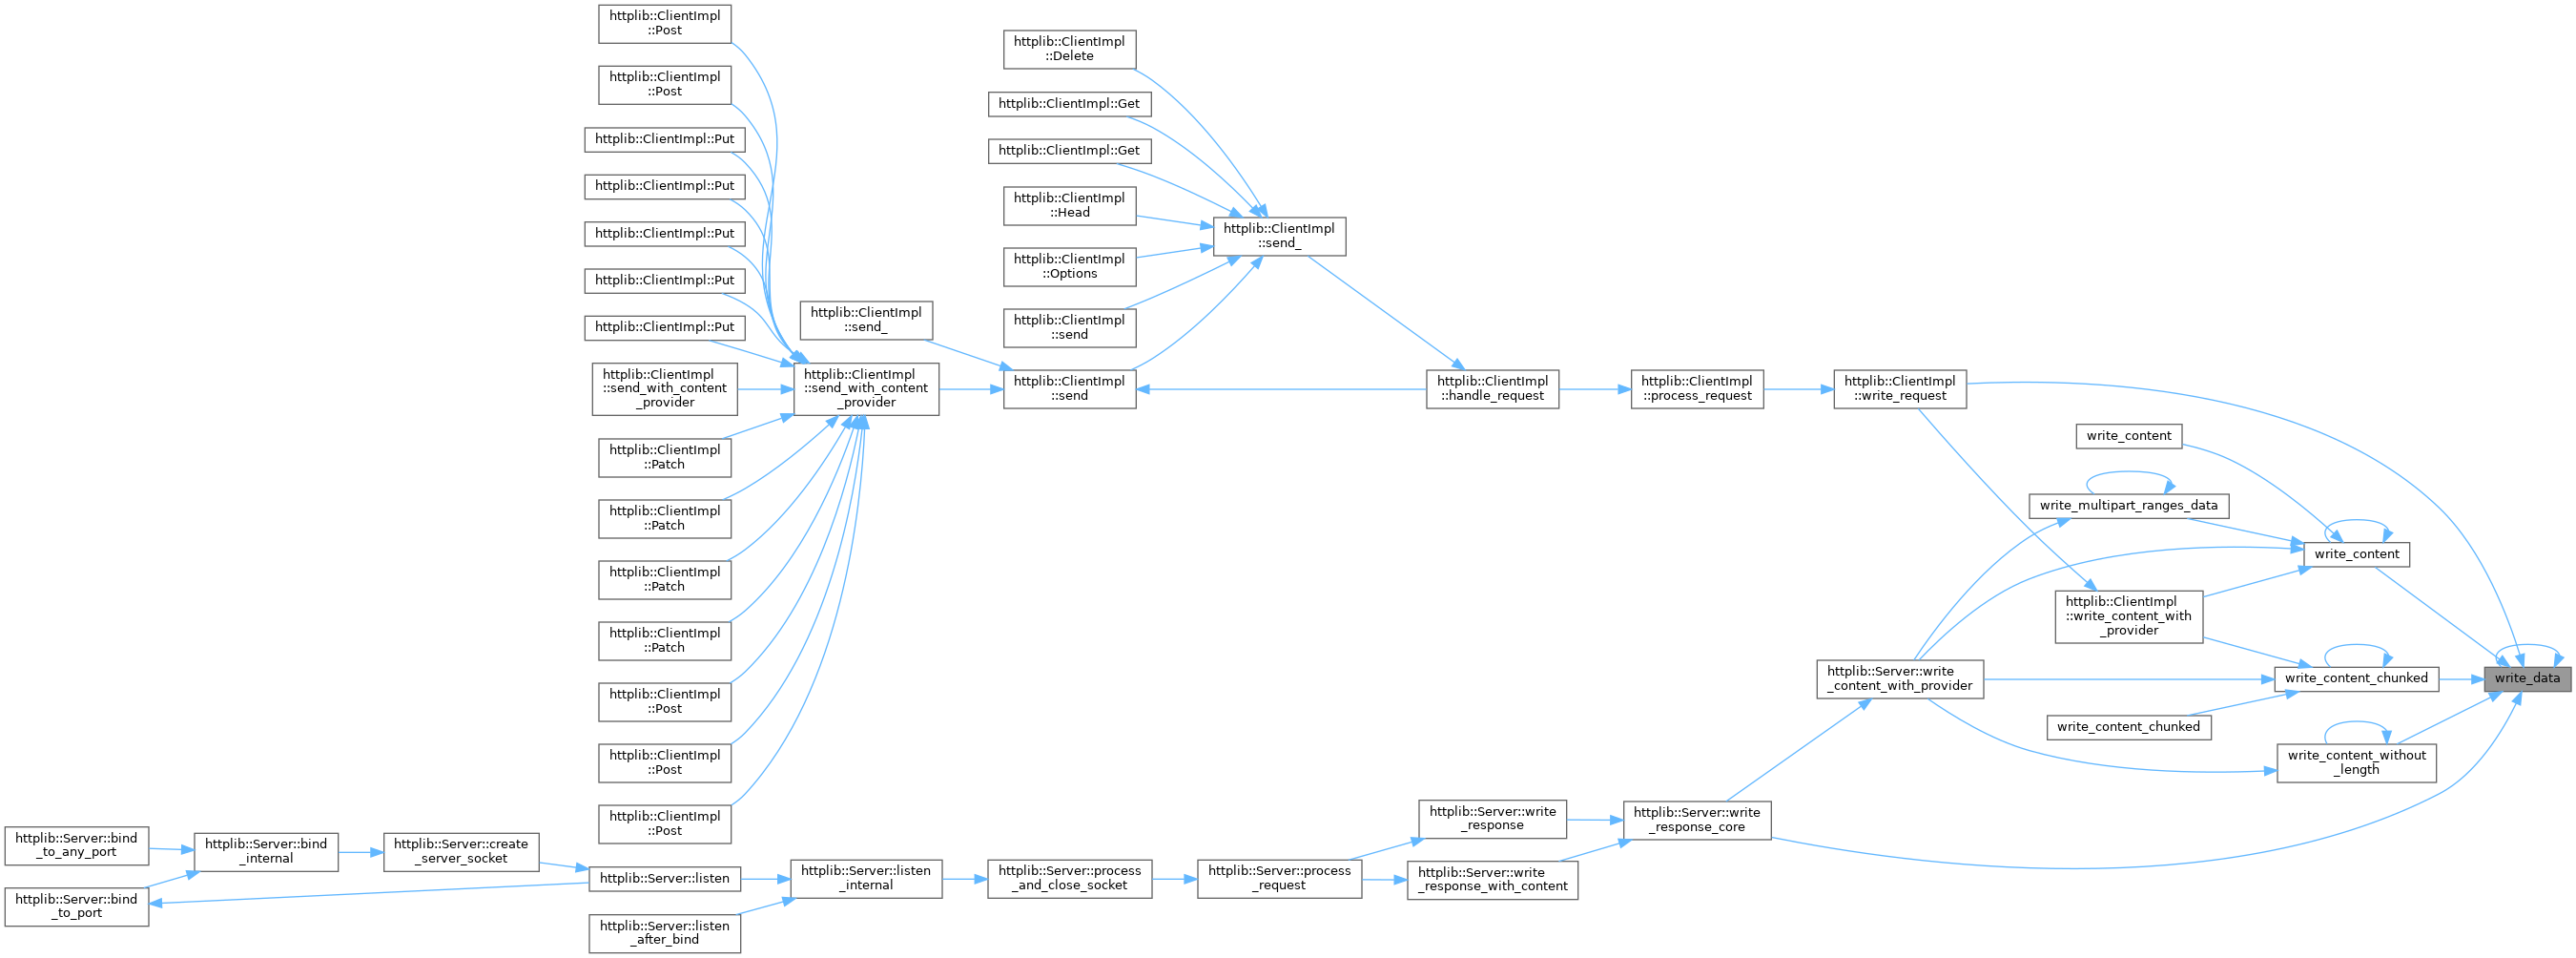 httplib::ClientImpl
::Post
httplib::ClientImpl
::Post
httplib::ClientImpl::Put
httplib::ClientImpl::Put
httplib::ClientImpl::Put
httplib::ClientImpl::Put
httplib::ClientImpl::Put
httplib::ClientImpl
::send_with_content
_provider
httplib::ClientImpl
::Patch
httplib::ClientImpl
::Patch
httplib::ClientImpl
::Patch
httplib::ClientImpl
::Patch
httplib::ClientImpl
::Post
httplib::ClientImpl
::Post
httplib::ClientImpl
::Post
httplib::ClientImpl
::send_
httplib::ClientImpl
::send_with_content
_provider
httplib::ClientImpl
::Delete
httplib::ClientImpl::Get
httplib::ClientImpl::Get
httplib::ClientImpl
::Head
httplib::ClientImpl
::Options
httplib::ClientImpl
::send
httplib::ClientImpl
::send
httplib::ClientImpl
::send_
httplib::ClientImpl
::handle_request
httplib::ClientImpl
::process_request
httplib::ClientImpl
::write_request
write_content
write_multipart_ranges_data
write_content
httplib::ClientImpl
::write_content_with
_provider
httplib::Server::write
_content_with_provider
write_content_chunked
write_data
write_content_chunked
write_content_without
_length
httplib::Server::bind
_to_any_port
httplib::Server::bind
_to_port
httplib::Server::bind
_internal
httplib::Server::create
_server_socket
httplib::Server::listen
httplib::Server::listen
_after_bind
httplib::Server::listen
_internal
httplib::Server::process
_and_close_socket
httplib::Server::process
_request
httplib::Server::write
_response
httplib::Server::write
_response_with_content
httplib::Server::write
_response_core